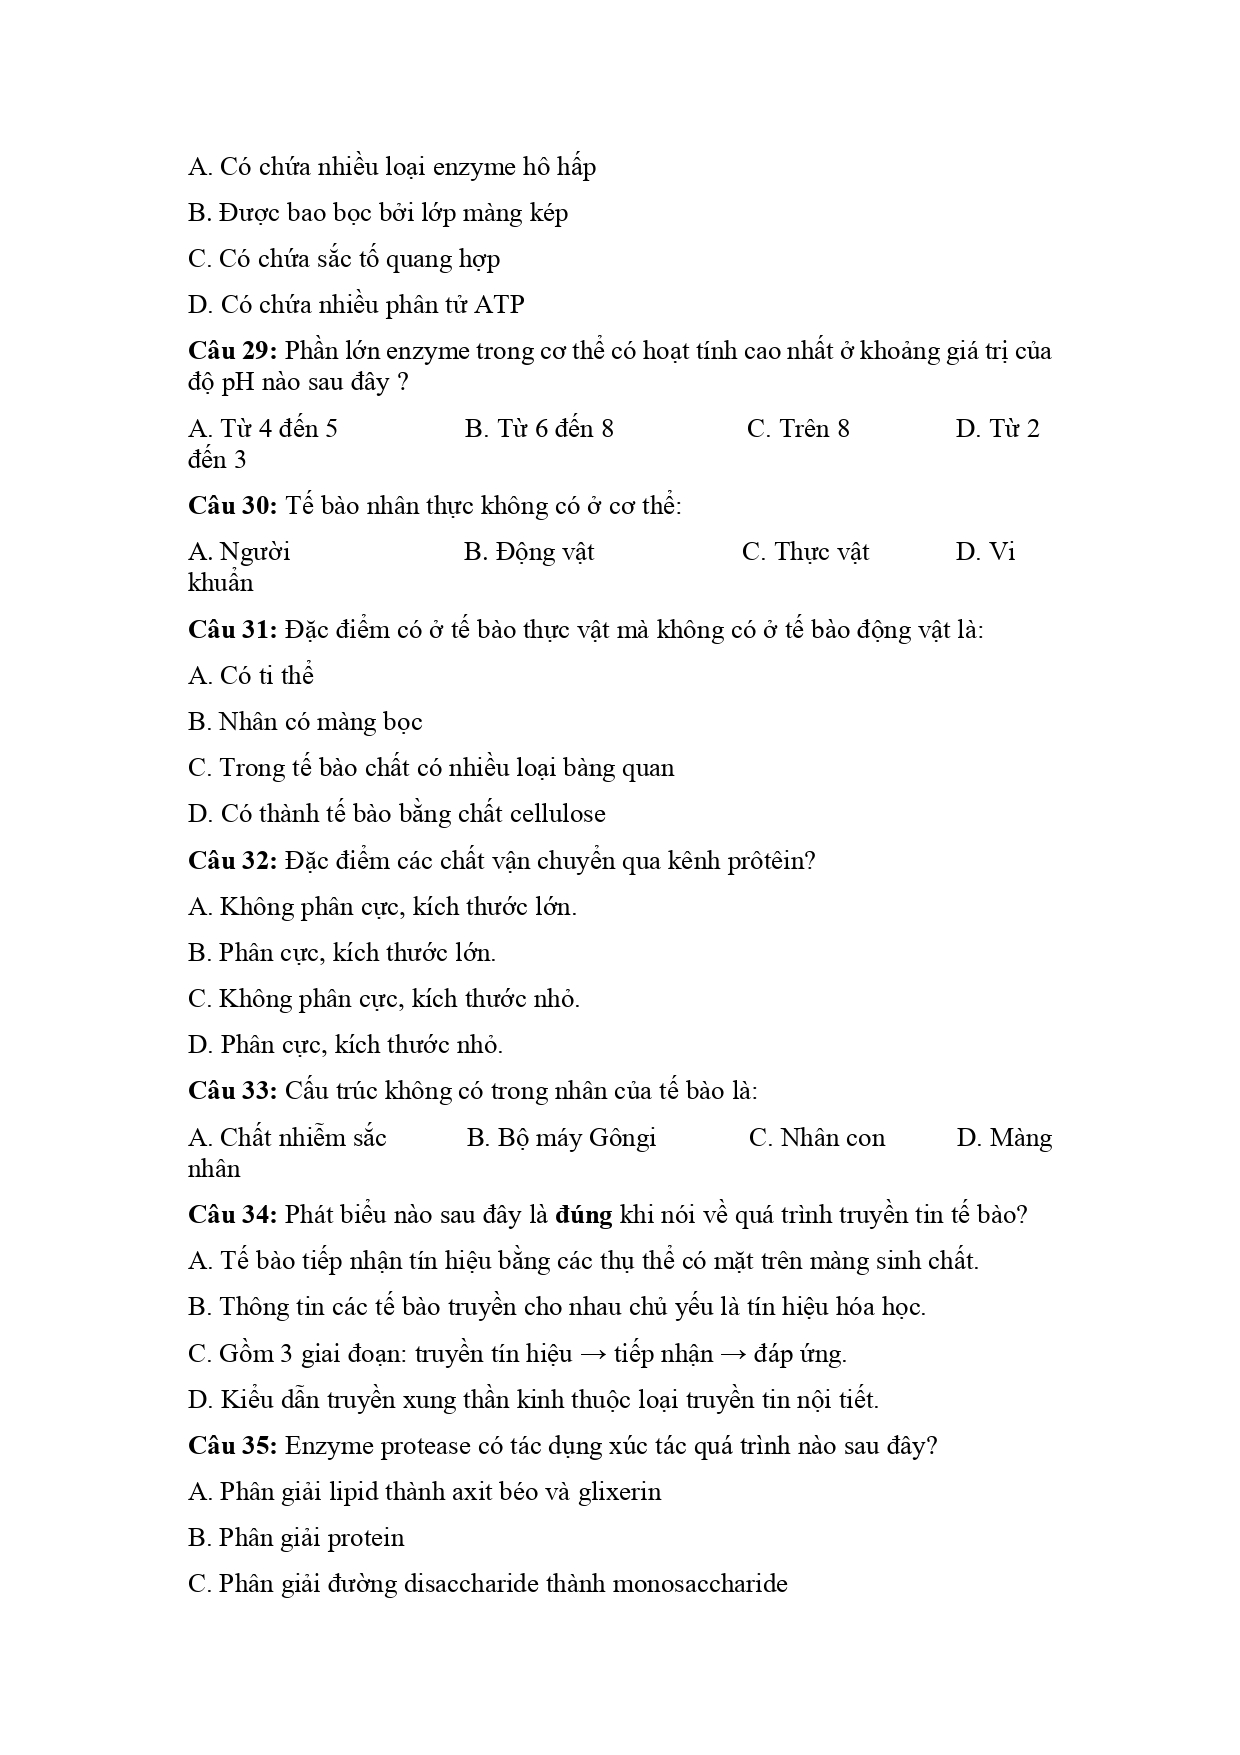 A. Có chứa nhiều loại enzyme hô hấp
B. Được bao bọc bởi lớp màng kép
C. Có chứa sắc tố quang hợp
D. Có chứa nhiều phân tử ATP
Câu 29: Phần lớn enzyme trong cơ thể có hoạt tính cao nhất ở khoảng giá trị của
độ pH nào sau đây ?
A. Từ 4 đến 5 B. Từ 6 đến 8 C. Trên 8 D. Từ 2
đến 3
Câu 30: Tế bào nhân thực không có ở cơ thể:
A. Người B. Động vật C. Thực vật D. Vi
khuẩn
Câu 31: Đặc điểm có ở tế bào thực vật mà không có ở tế bào động vật là:
A. Có ti thể
B. Nhân có màng bọc
C. Trong tế bào chất có nhiều loại bàng quan
D. Có thành tế bào bằng chất cellulose
Câu 32: Đặc điểm các chất vận chuyển qua kênh prôtêin?
A. Không phân cực, kích thước lớn.
B. Phân cực, kích thước lớn.
C. Không phân cực, kích thước nhỏ.
D. Phân cực, kích thước nhỏ.
Câu 33: Cấu trúc không có trong nhân của tế bào là:
A. Chất nhiễm sắc B. Bộ máy Gôngi C. Nhân con D. Màng
nhân
Câu 34: Phát biểu nào sau đây là đúng khi nói về quá trình truyền tin tế bào?
A. Tế bào tiếp nhận tín hiệu bằng các thụ thể có mặt trên màng sinh chất.
B. Thông tin các tế bào truyền cho nhau chủ yếu là tín hiệu hóa học.
C. Gồm 3 giai đoạn: truyền tín hiệu → tiếp nhận → đáp ứng.
D. Kiểu dẫn truyền xung thần kinh thuộc loại truyền tin nội tiết.
Câu 35: Enzyme protease có tác dụng xúc tác quá trình nào sau đây?
A. Phân giải lipid thành axit béo và glixerin
B. Phân giải protein
C. Phân giải đường disaccharide thành monosaccharide